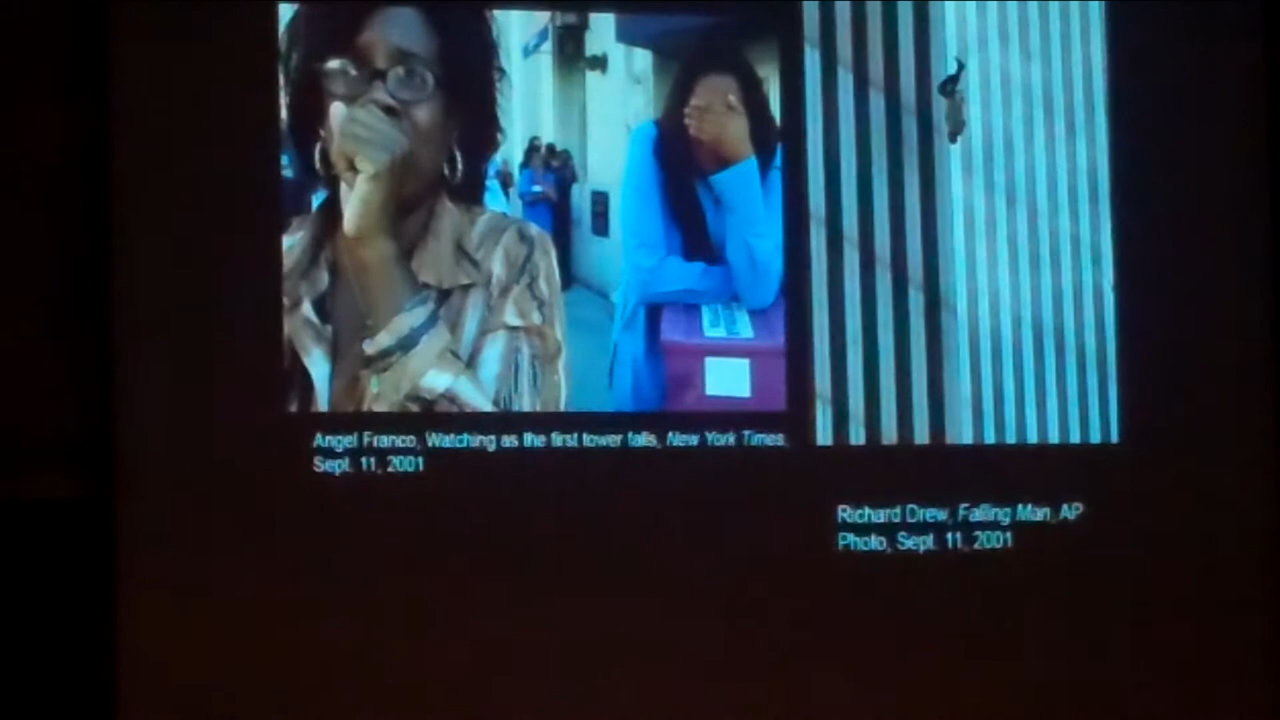 Angel Franco, Watching as the first tower falls, New York Times,
Sept. 11, 2001
Richard Drew, Falling Man, AP
Photo, Sept. 11, 2001